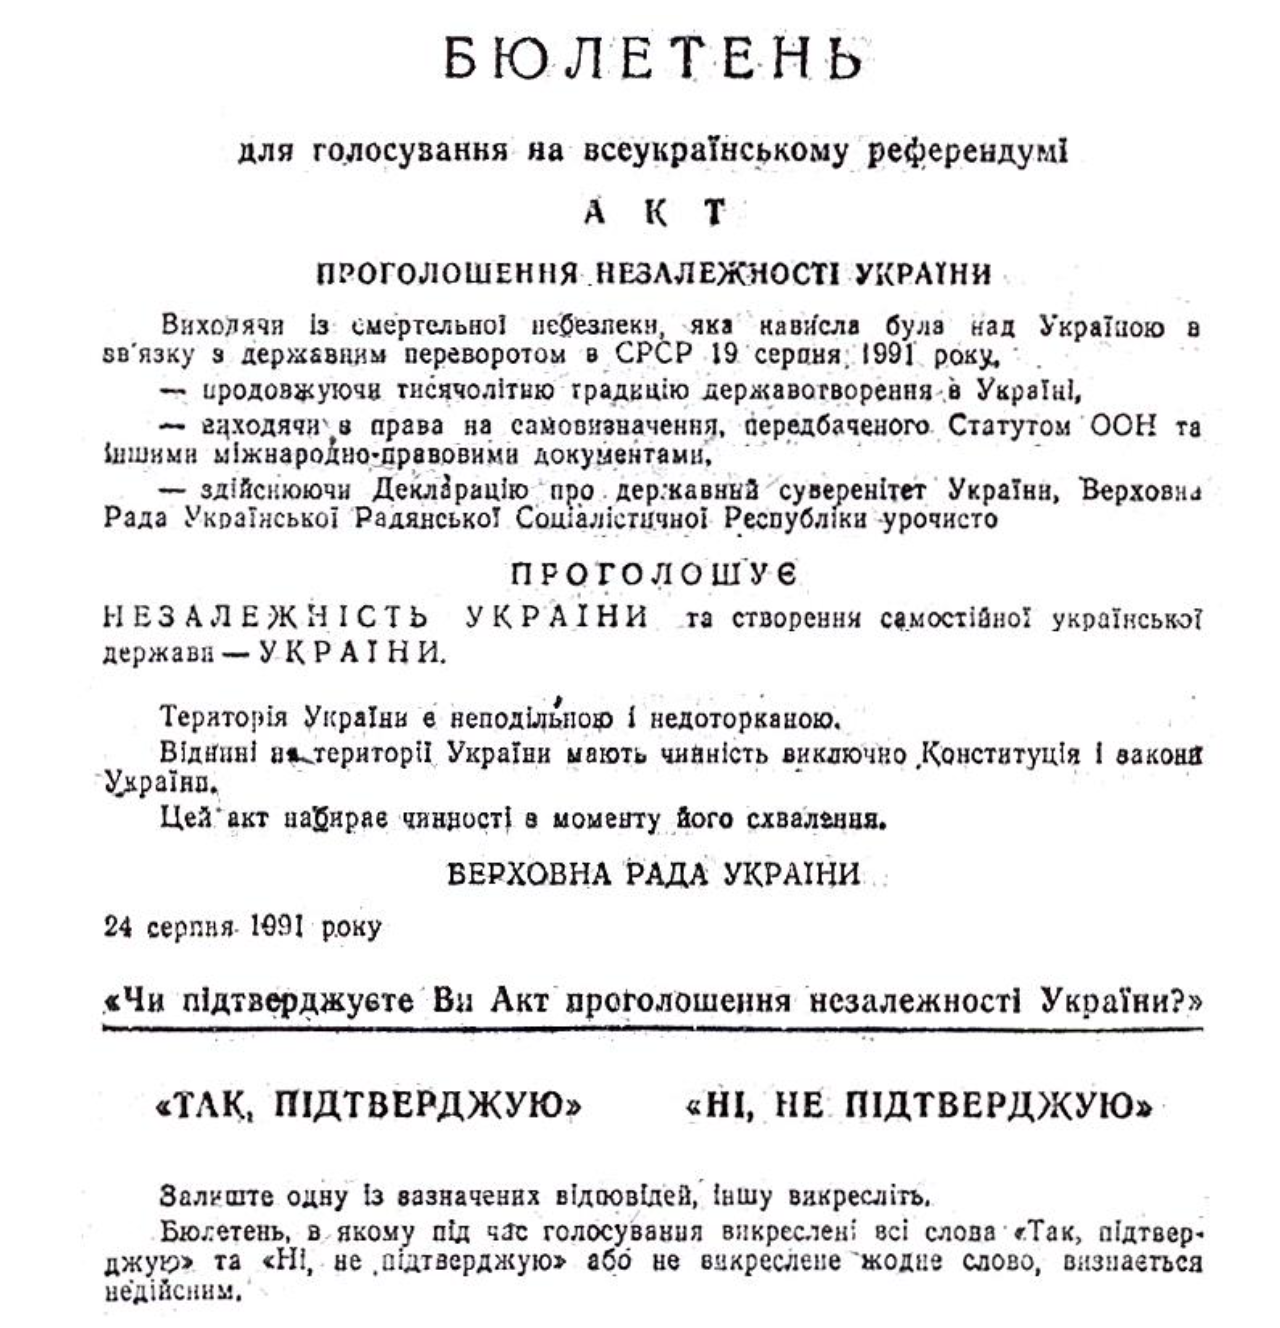 БЮЛЕТЕНЬ
для голосування на всеукраїнському референдумі
АКТ
ПРОГОЛОШЕННЯ НЕЗАЛЕЖНОСТІ УКРАЇНИ
Виходячи із смертельної небезпеки, яка нависла була над Україною в
зв'язку з державним переворотом в СРСР 19 серпня 1991 року,
— продовжуючи тисячолітню традицію державотворення в Україні,
— виходячи з права на самовизначення, передбаченого Статутом ООН та
іншими міжнародно-правовими документами,
— здійснюючи Декларацію про державний суверенітет України, Верховна
Рада Української Радянської Соціалістичної Республіки урочисто
ПРОГОЛОШУЄ
НЕЗАЛЕЖНІСТЬ УКРАЇНИ та створення самостійної української
держави — УКРАЇНИ.
Територія України є неподільною і недоторканою.
Віднині на території України мають чинність виключно Конституція і закони
України.
Цей акт набирає чинності з моменту його схвалення.
ВЕРХОВНА РАДА УКРАЇНИ
24 серпня 1991 року
«Чи підтверджуєте Ви Акт проголошення незалежності України?»
«ТАК, ПІДТВЕРДЖУЮ» «НІ, НЕ ПІДТВЕРДЖУЮ»
Залиште одну із зазначених відповідей, іншу викресліть.
Бюлетень, в якому під час голосування викреслені всі слова «Так, підтвер-
джую» та «Ні, не підтверджую» або не викреслене жодне слово, визнається
недійсним.